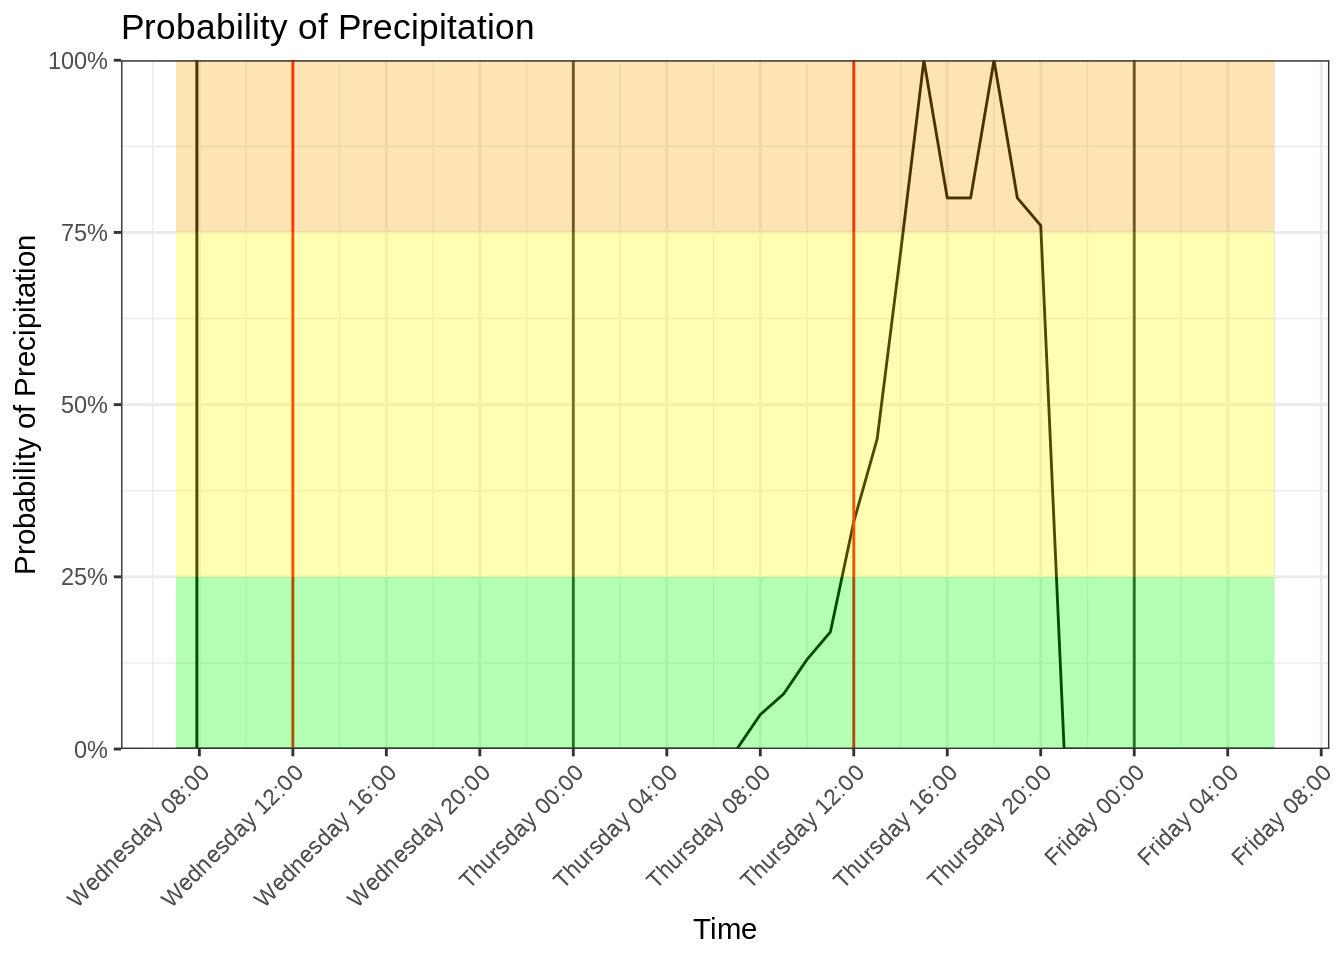 Probability of Precipitation
Probability of Precipitation
100%
75%
50%
25%
0%
Wednesday 08:00
Wednesday 12:00
Wednesday 16:00
Wednesday 20:00
Thursday 00:00
Thursday 04:00
Thursday 08:00
Thursday 12:00
Thursday 16:00
Thursday 20:00
Friday 00:00
Friday 04:00
Friday 08:00
Time